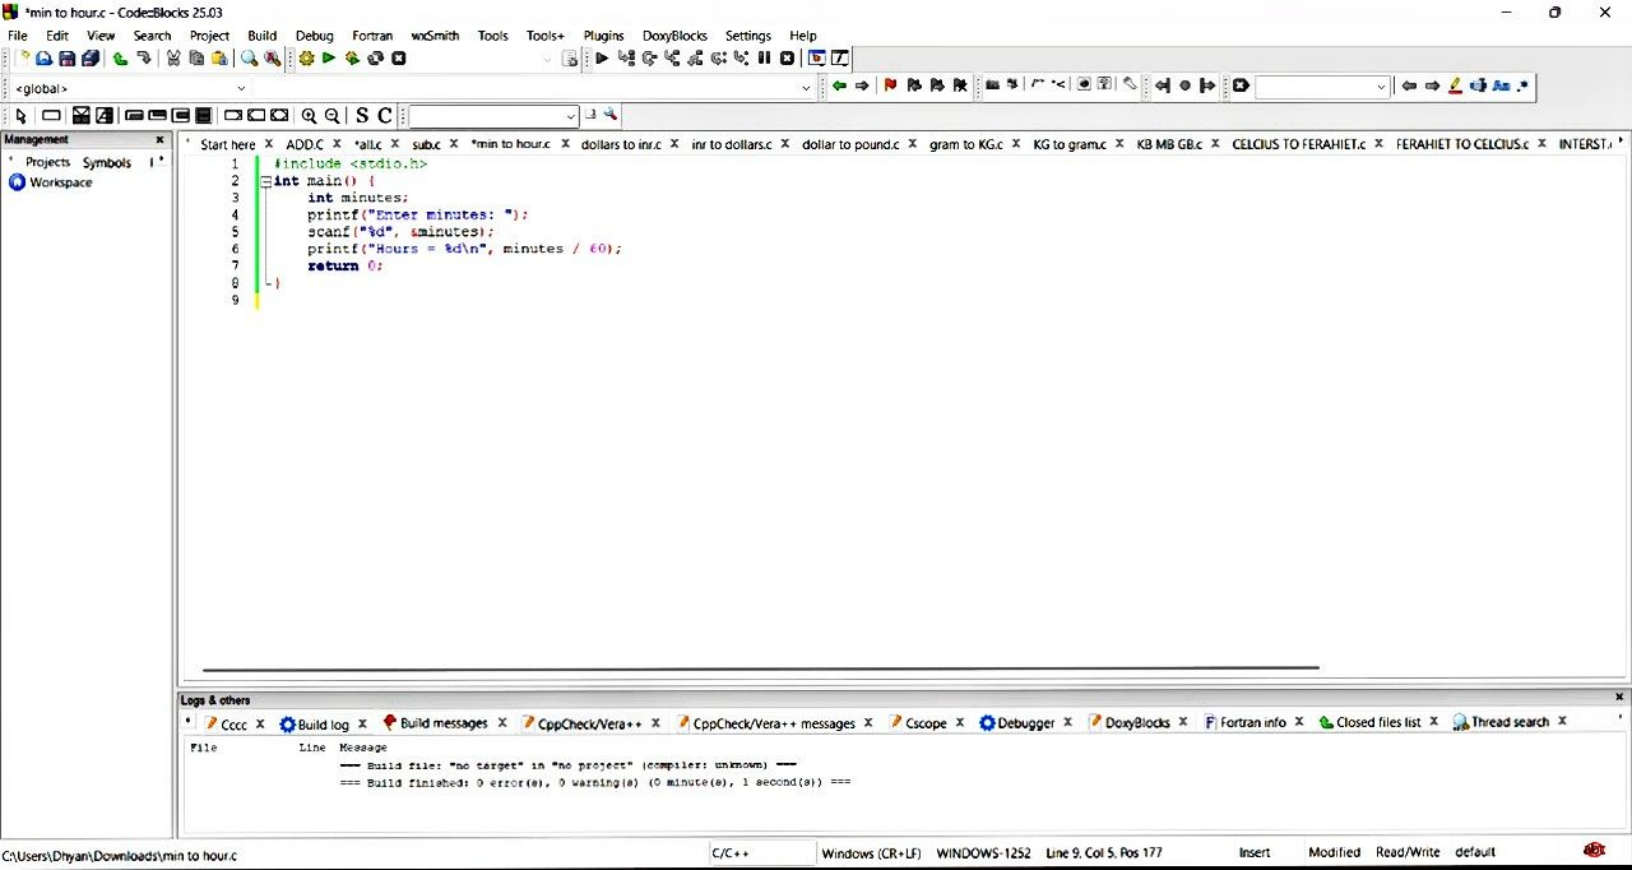 *min to hour.c - Code::Blocks 25.03
File Edit View Search Project Build Debug Fortran wxSmith Tools Tools+ Plugins DoxyBlocks Settings Help
<global>
S C
Management
Projects Symbols
Workspace
Start here ADD.C *all.c sub.c *min to hour.c dollars to inr.c inr to dollars.c dollar to pound.c gram to KG.c KG to gram.c KB MB GB.c CELCIUS TO FERAHIET.c FERAHIET TO CELCIUS.c INTERST.
1 #include <stdio.h>
2 int main() {
3 int minutes;
4 printf("Enter minutes: ");
5 scanf("%d", &minutes);
6 printf("Hours = %d\n", minutes / 60);
7 return 0;
8 }
9
Logs & others
Cccc Build log Build messages CppCheck/Vera++ CppCheck/Vera++ messages Cscope Debugger DoxyBlocks Fortran info Closed files list Thread search
File Line Message
=== Build file: "no target" in "no project" (compiler: unknown) ===
=== Build finished: 0 error(s), 0 warning(s) (0 minute(s), 1 second(s)) ===
C:\Users\Dhyan\Downloads\min to hour.c C/C++ Windows (CR+LF) WINDOWS-1252 Line 9, Col 5, Pos 177 Insert Modified Read/Write default